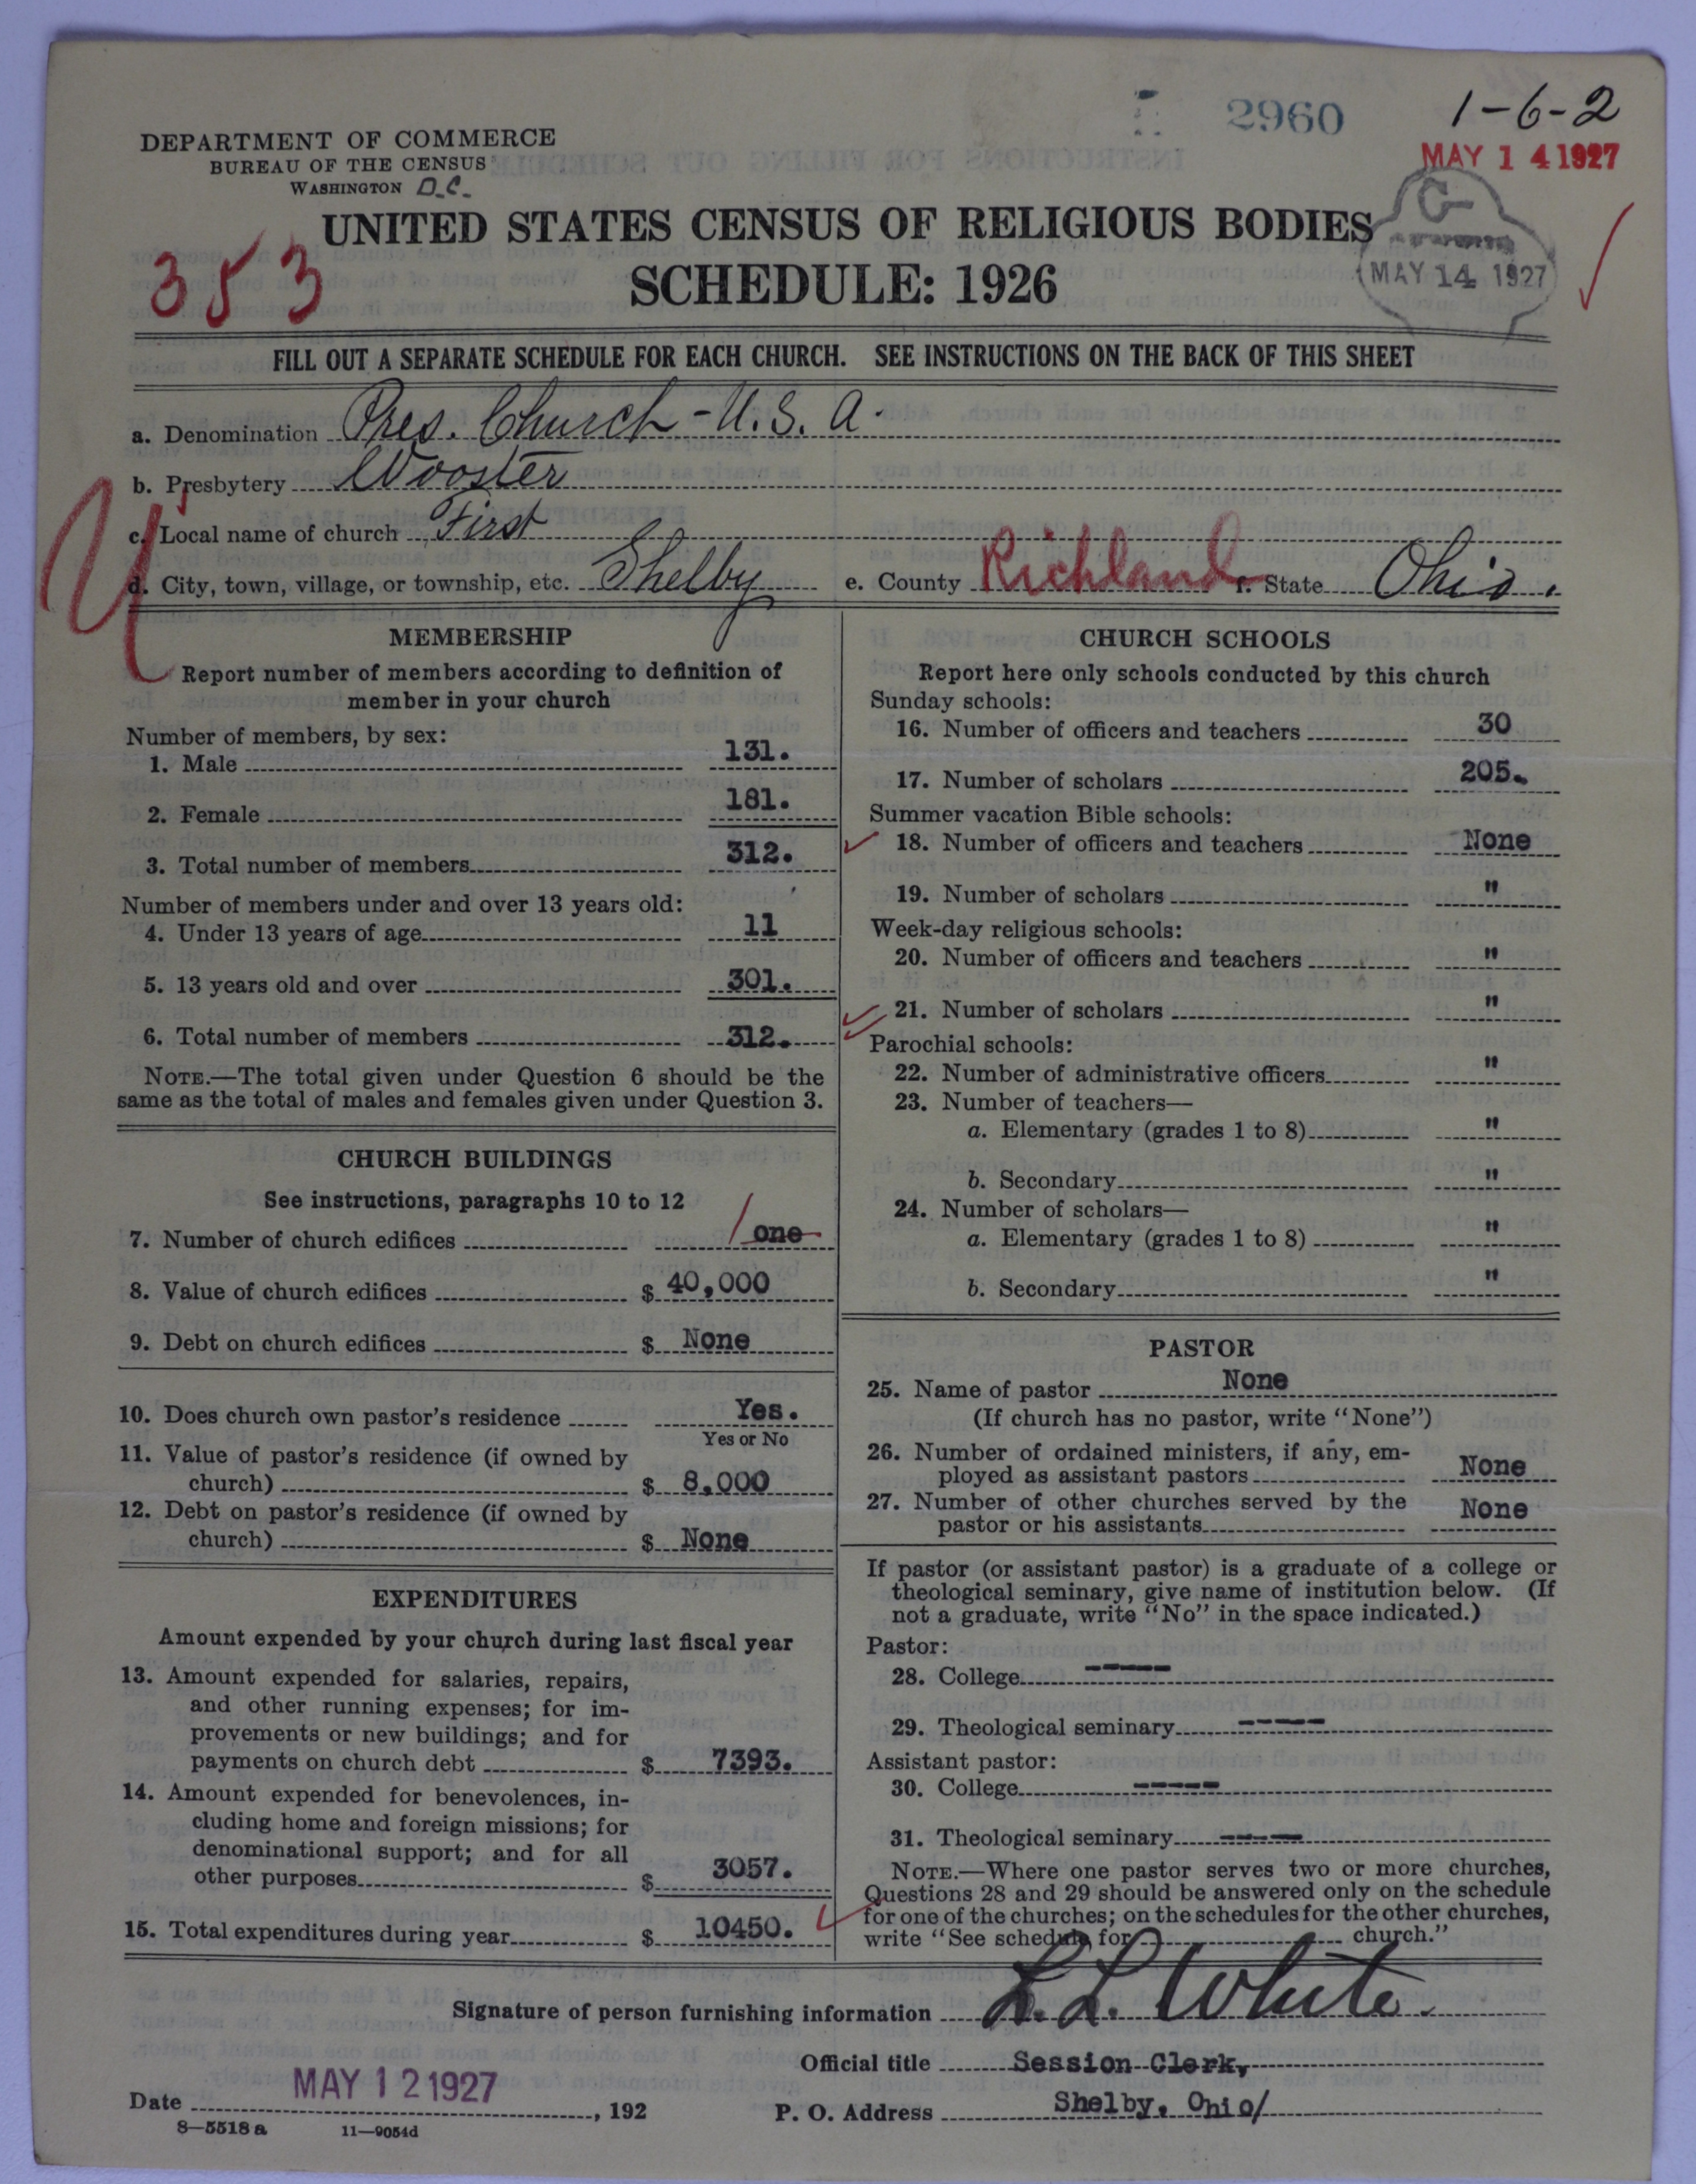 2960
1-6-2
MAY 14 1927
DEPARTMENT OF COMMERCE
BUREAU OF THE CENSUS
WASHINGTON D.C.
UNITED STATES CENSUS OF RELIGIOUS BODIES
SCHEDULE: 1926
353
G
MAY 14 1927
FILL OUT A SEPARATE SCHEDULE FOR EACH CHURCH. SEE INSTRUCTIONS ON THE BACK OF THIS SHEET
a. Denomination Pres. Church - U.S.A.
b. Presbytery Wooster
c. Local name of church First
d. City, town, village, or township, etc. Shelby e. County Richland f. State Ohio.
MEMBERSHIP
Report number of members according to definition of
member in your church
Number of members, by sex:
1. Male 131.
2. Female 181.
3. Total number of members 312.
Number of members under and over 13 years old:
4. Under 13 years of age 11
5. 13 years old and over 301.
6. Total number of members 312.
NOTE.—The total given under Question 6 should be the
same as the total of males and females given under Question 3.
CHURCH BUILDINGS
See instructions, paragraphs 10 to 12
7. Number of church edifices / one
8. Value of church edifices $ 40,000
9. Debt on church edifices $ None
10. Does church own pastor's residence Yes.
Yes or No
11. Value of pastor's residence (if owned by
church) $ 8,000
12. Debt on pastor's residence (if owned by
church) $ None
EXPENDITURES
Amount expended by your church during last fiscal year
13. Amount expended for salaries, repairs,
and other running expenses; for im-
provements or new buildings; and for
payments on church debt $ 7393.
14. Amount expended for benevolences, in-
cluding home and foreign missions; for
denominational support; and for all
other purposes $ 3057.
15. Total expenditures during year $ 10450.
CHURCH SCHOOLS
Report here only schools conducted by this church
Sunday schools:
16. Number of officers and teachers 30
17. Number of scholars 205.
Summer vacation Bible schools:
18. Number of officers and teachers None
19. Number of scholars "
Week-day religious schools:
20. Number of officers and teachers "
21. Number of scholars "
Parochial schools:
22. Number of administrative officers "
23. Number of teachers—
a. Elementary (grades 1 to 8) "
b. Secondary "
24. Number of scholars—
a. Elementary (grades 1 to 8) "
b. Secondary "
PASTOR
25. Name of pastor None
(If church has no pastor, write "None")
26. Number of ordained ministers, if any, em-
ployed as assistant pastors None
27. Number of other churches served by the
pastor or his assistants None
If pastor (or assistant pastor) is a graduate of a college or
theological seminary, give name of institution below. (If
not a graduate, write "No" in the space indicated.)
Pastor:
28. College -----
29. Theological seminary -----
Assistant pastor:
30. College -----
31. Theological seminary -----
NOTE.—Where one pastor serves two or more churches,
Questions 28 and 29 should be answered only on the schedule
for one of the churches; on the schedules for the other churches,
write "See schedule for church."
Signature of person furnishing information L. L. White.
Official title Session Clerk,
Date MAY 12 1927, 192
P. O. Address Shelby, Ohio/
8—5518 a 11—9054d